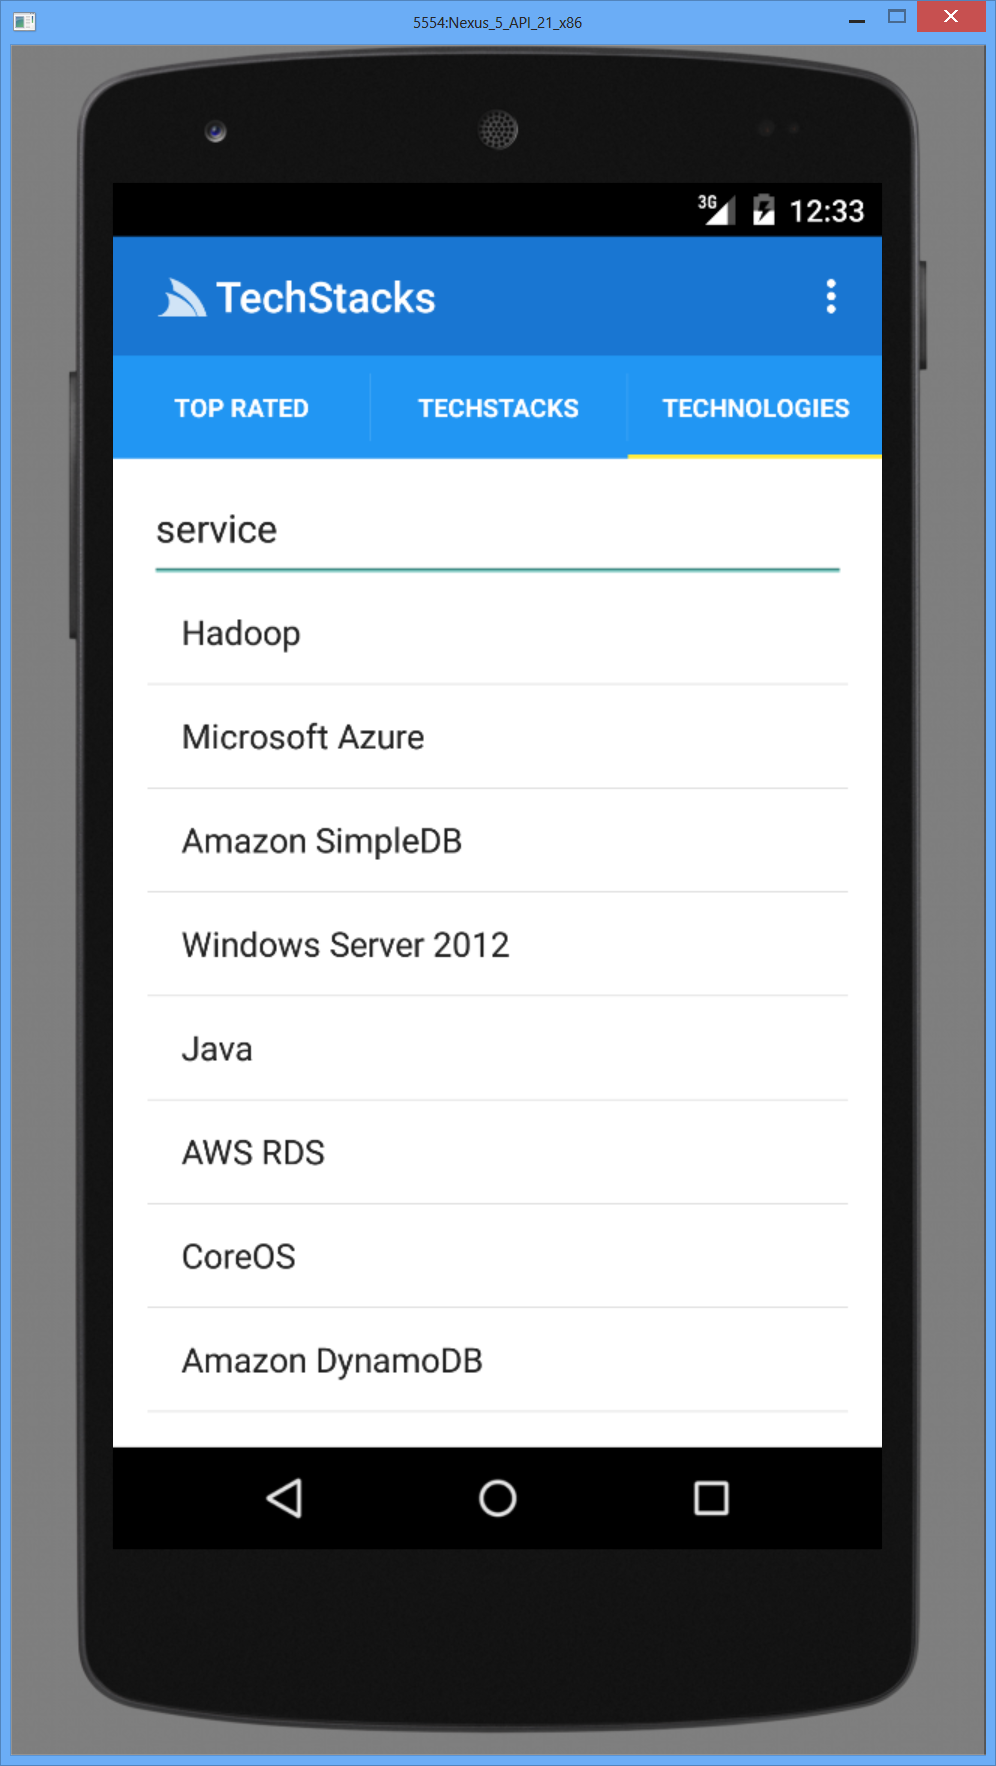 5554:Nexus_5_API_21_x86
3G 12:33
TechStacks
TOP RATED TECHSTACKS TECHNOLOGIES
service
Hadoop
Microsoft Azure
Amazon SimpleDB
Windows Server 2012
Java
AWS RDS
CoreOS
Amazon DynamoDB